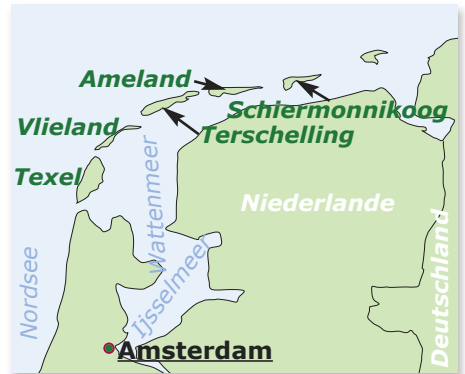 Ameland
Schiermonnikoog
Vlieland
Terschelling
Texel
Wattenmeer
Niederlande
Nordsee
Ijsselmeer
Deutschland
Amsterdam